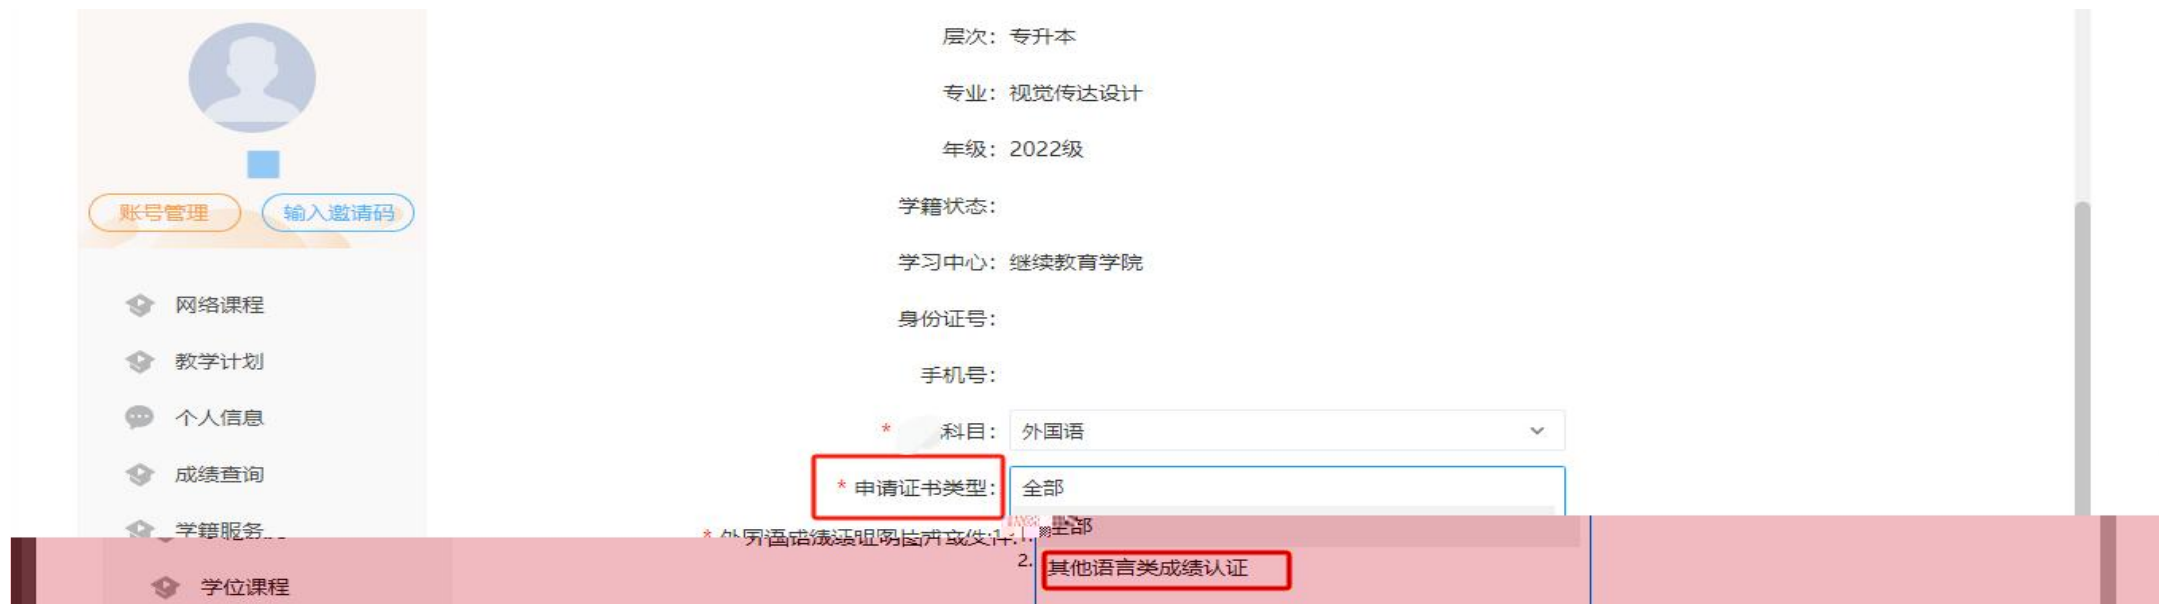 层次：专升本
专业：视觉传达设计
年级：2022级
账号管理
输入邀请码
学籍状态：
学习中心：继续教育学院
网络课程
身份证号：
教学计划
手机号：
个人信息
* 科目：外国语
成绩查询
* 申请证书类型：全部
学籍服务
全部
2.
其他语言类成绩认证
学位课程